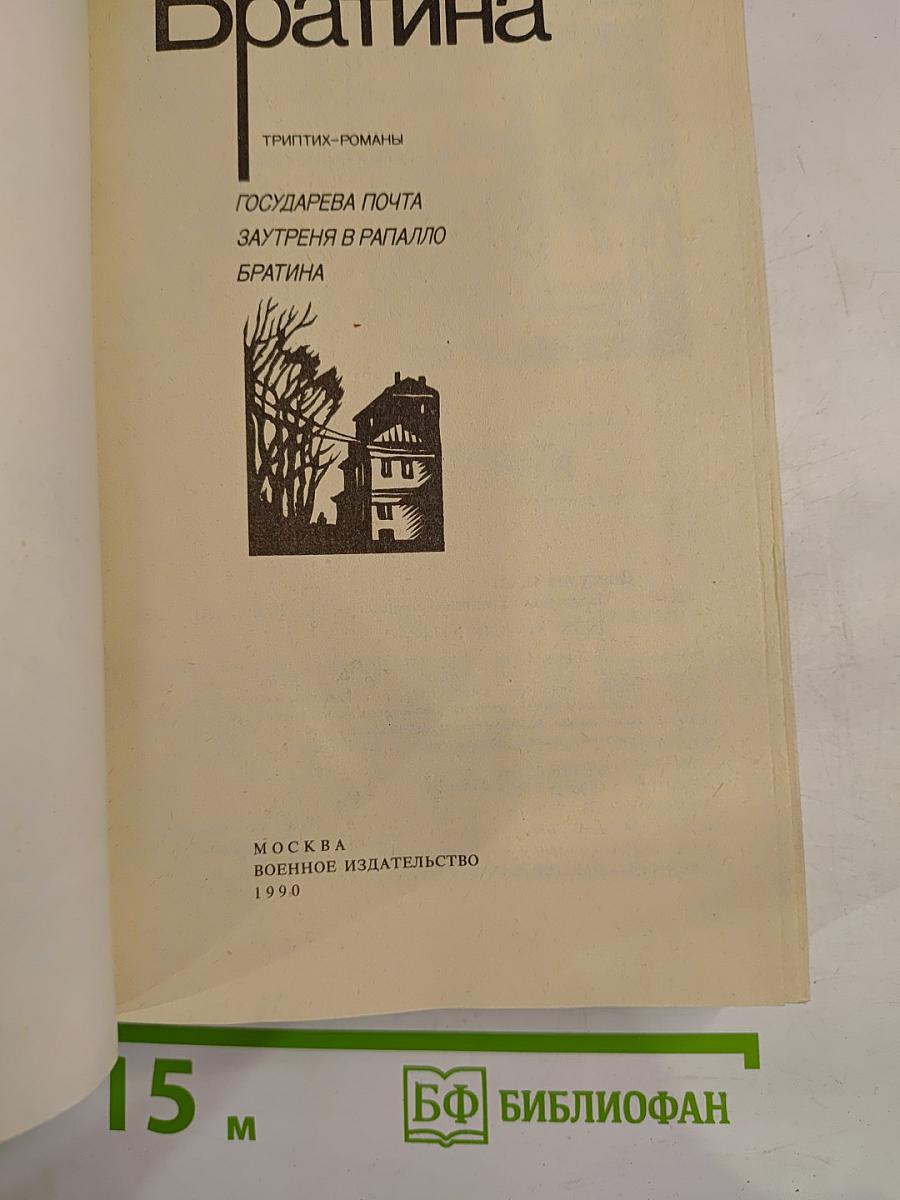 Братина
ТРИПТИХ-РОМАНЫ
ГОСУДАРЕВА ПОЧТА
ЗАУТРЕНЯ В РАПАЛЛО
БРАТИНА
МОСКВА
ВОЕННОЕ ИЗДАТЕЛЬСТВО
1990
15 м
БФ БИБЛИОФАН